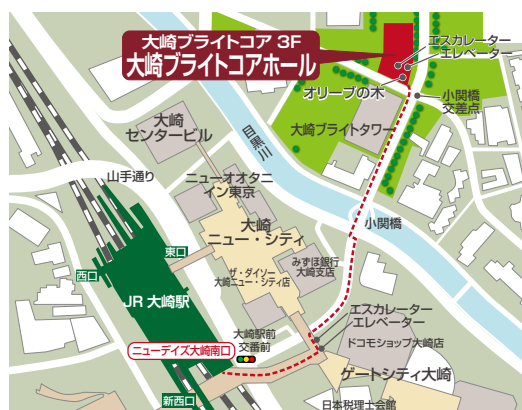 大崎ブライトコア 3F
大崎ブライトコアホール
エスカレーター
エレベーター
オリーブの木
小関橋
交差点
大崎
センタービル
大崎ブライトタワー
目黒川
山手通り
ニューオオタニ
イン東京
大崎
ニュー・シティ
小関橋
東口
西口
みずほ銀行
大崎支店
ザ・ダイソー
大崎ニュー・シティ店
JR 大崎駅
エスカレーター
エレベーター
大崎駅前
交番前
ドコモショップ大崎店
ニューデイズ大崎南口
ゲートシティ大崎
新西口
日本税理士会館